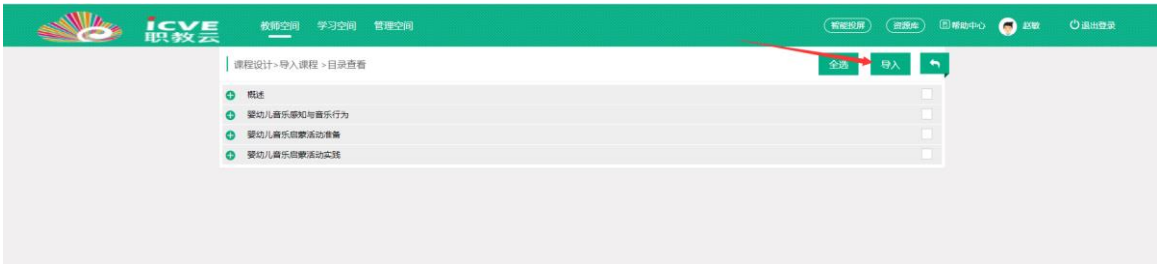 icve 职教云 教师空间 学习空间 管理空间 智能投屏 资源库 帮助中心 赵敏 退出登录
课程设计>导入课程 >目录查看 全选 导入
概述
婴幼儿音乐感知与音乐行为
婴幼儿音乐启蒙活动准备
婴幼儿音乐启蒙活动实践